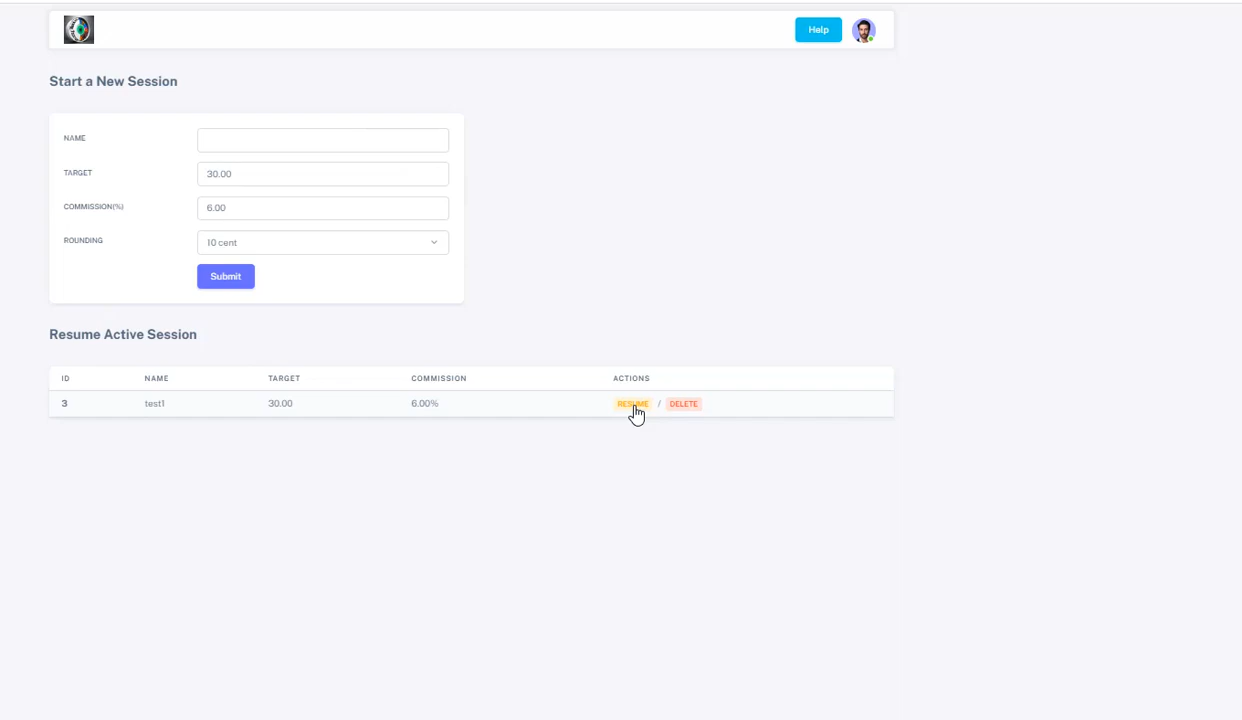 Help
Start a New Session
NAME
TARGET 30.00
COMMISSION(%) 6.00
ROUNDING 10 cent
Submit
Resume Active Session
ID NAME TARGET COMMISSION ACTIONS
3 test1 30.00 6.00% RESUME / DELETE